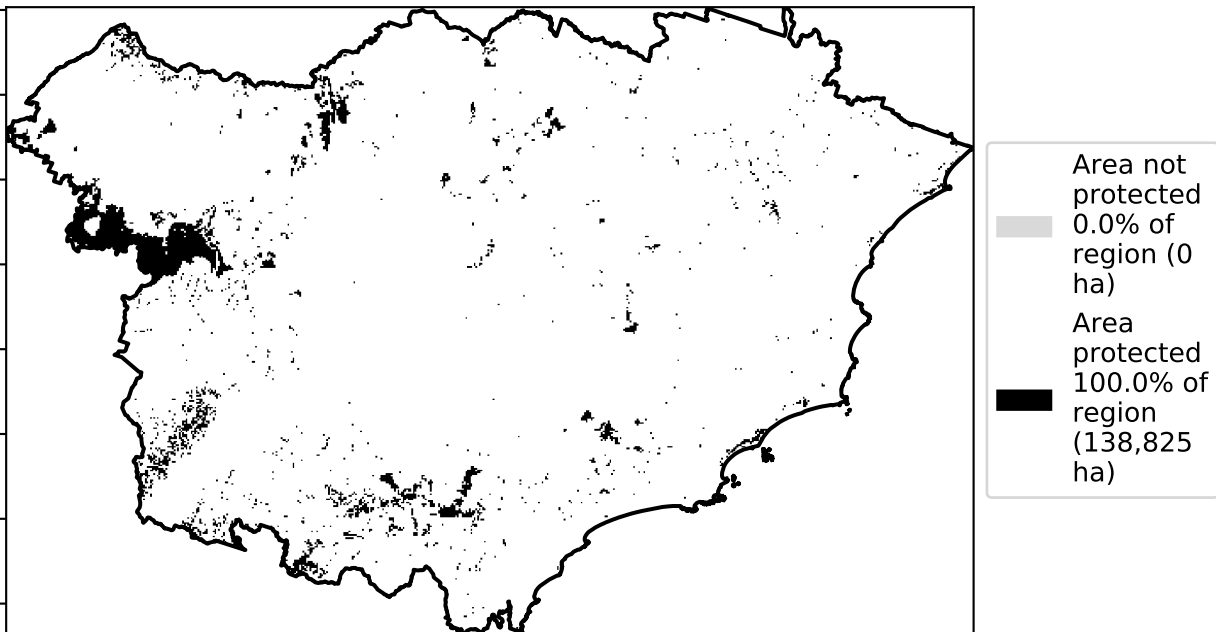 Area not
protected
0.0% of
region (0
ha)
Area
protected
100.0% of
region
(138,825
ha)